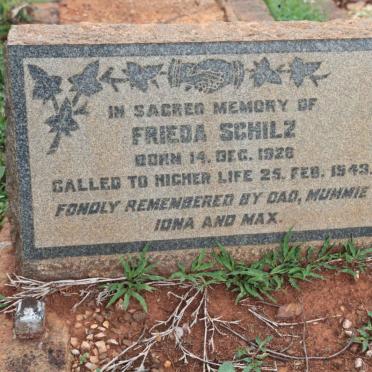 IN SACRED MEMORY OF
FRIEDA SCHILZ
BORN 14. DEC. 1928
CALLED TO HIGHER LIFE 25. FEB. 1943.
FONDLY REMEMBERED BY DAD, MUMMIE
IONA AND MAX.